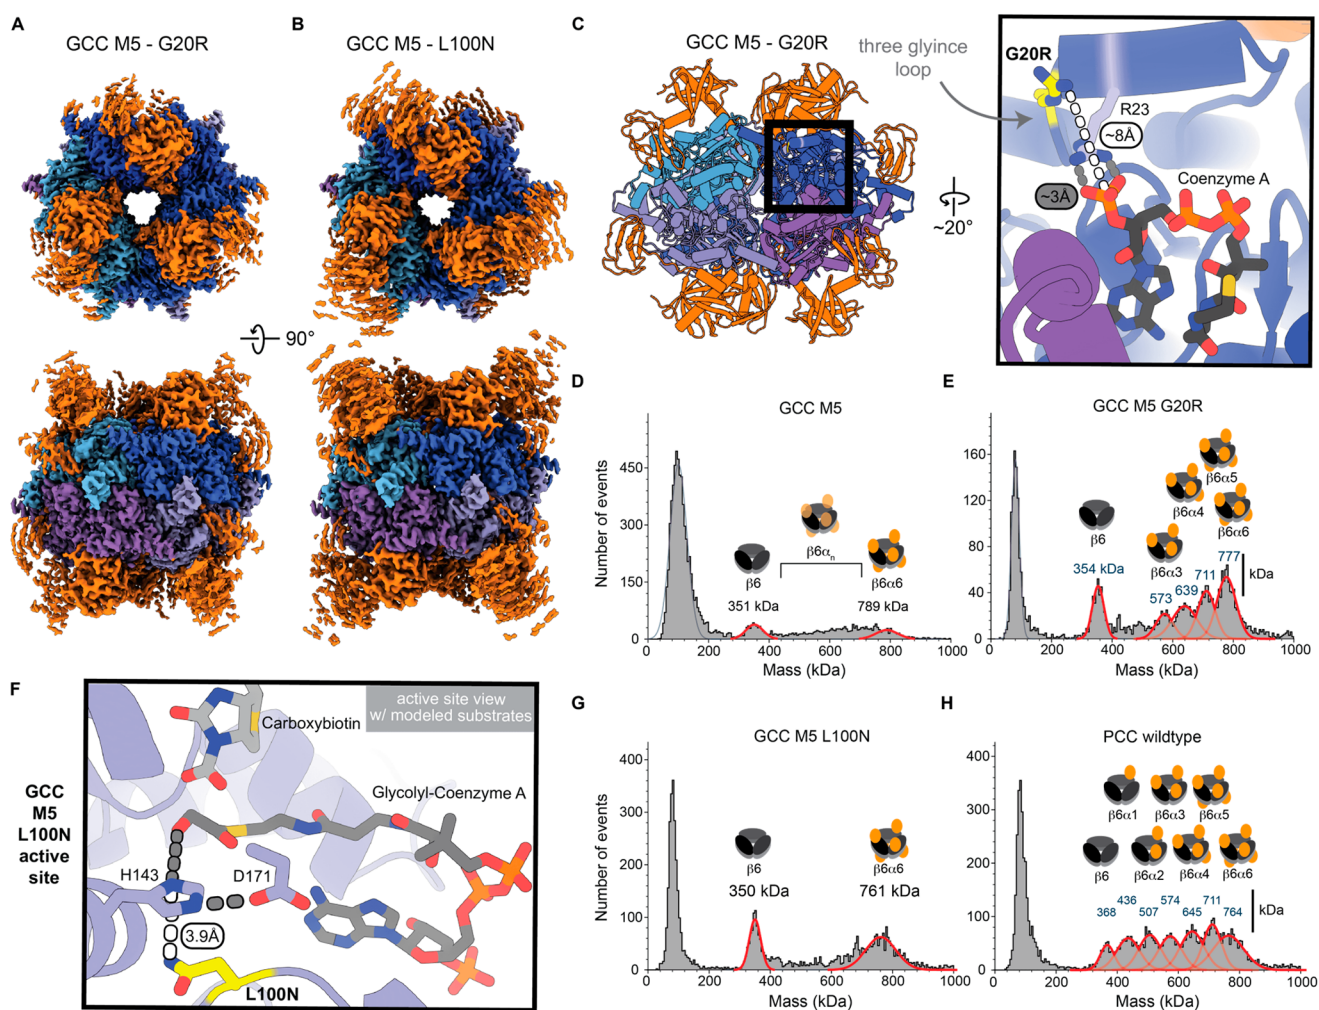 A
GCC M5 - G20R
B
GCC M5 - L100N
90°
C
GCC M5 - G20R
three glyince
loop
~20°
G20R
R23
~8Å
~3Å
Coenzyme A
D
GCC M5
Number of events
450
300
150
0
β6
351 kDa
β6αn
β6α6
789 kDa
0 200 400 600 800 1000
Mass (kDa)
E
GCC M5 G20R
160
120
80
40
0
β6
354 kDa
β6α3
573
β6α4
639
β6α5
711
β6α6
777
kDa
0 200 400 600 800 1000
Mass (kDa)
F
GCC
M5
L100N
active
site
active site view
w/ modeled substrates
Carboxybiotin
Glycolyl-Coenzyme A
H143
D171
3.9Å
L100N
G
GCC M5 L100N
Number of events
400
300
200
100
0
β6
350 kDa
β6α6
761 kDa
0 200 400 600 800 1000
Mass (kDa)
H
PCC wildtype
400
300
200
100
0
β6α1 β6α3 β6α5
β6 β6α2 β6α4 β6α6
368 436 507 574 645 711 764
kDa
0 200 400 600 800 1000
Mass (kDa)